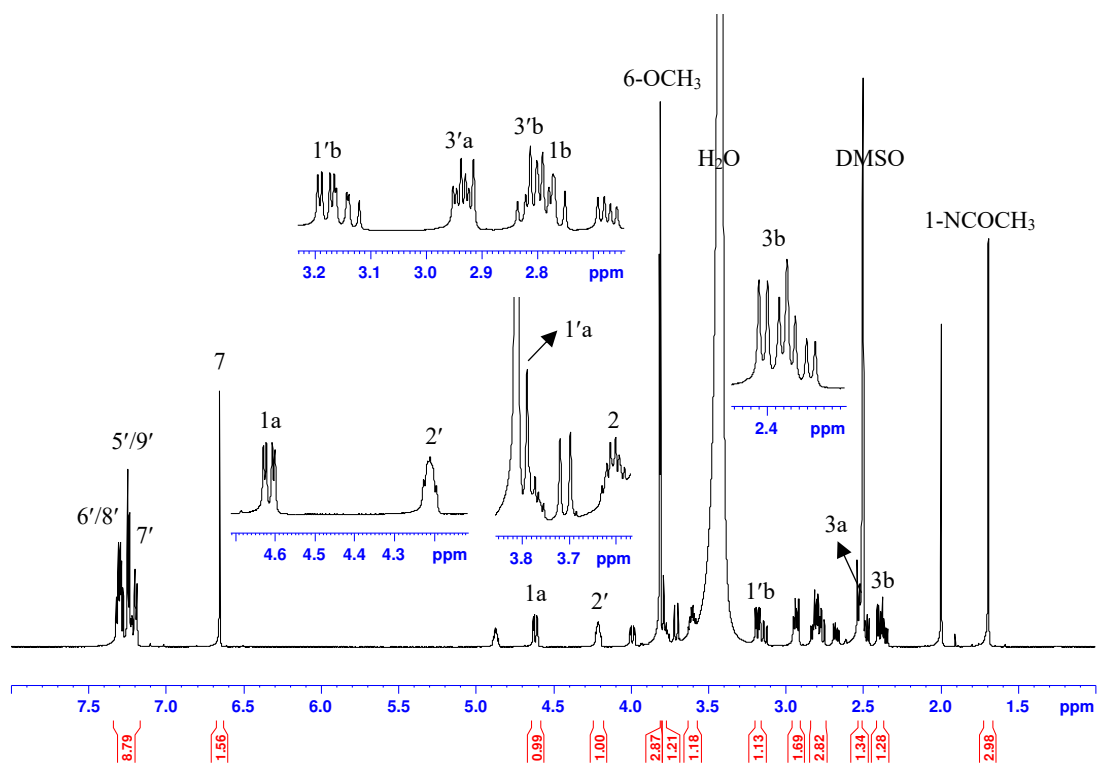 6-OCH₃
1′b
3′a
3′b
1b
H₂O
DMSO
1-NCOCH₃
3.2 3.1 3.0 2.9 2.8 ppm
3b
1′a
2.4 ppm
7
1a
2′
2
5′/9′
6′/8′
7′
4.6 4.5 4.4 4.3 ppm
3.8 3.7 ppm
3a
3b
1a
2′
1′b
7.5 7.0 6.5 6.0 5.5 5.0 4.5 4.0 3.5 3.0 2.5 2.0 1.5 ppm
8.79 1.56 0.99 1.00 2.87 1.21 1.18 1.13 1.69 2.82 1.34 1.28 2.98